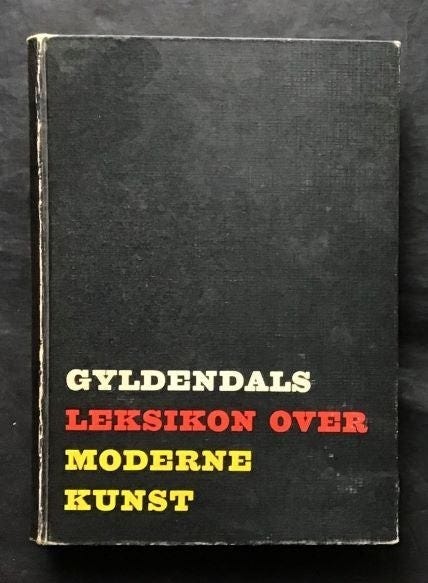 GYLDENDALS
LEKSIKON OVER
MODERNE
KUNST